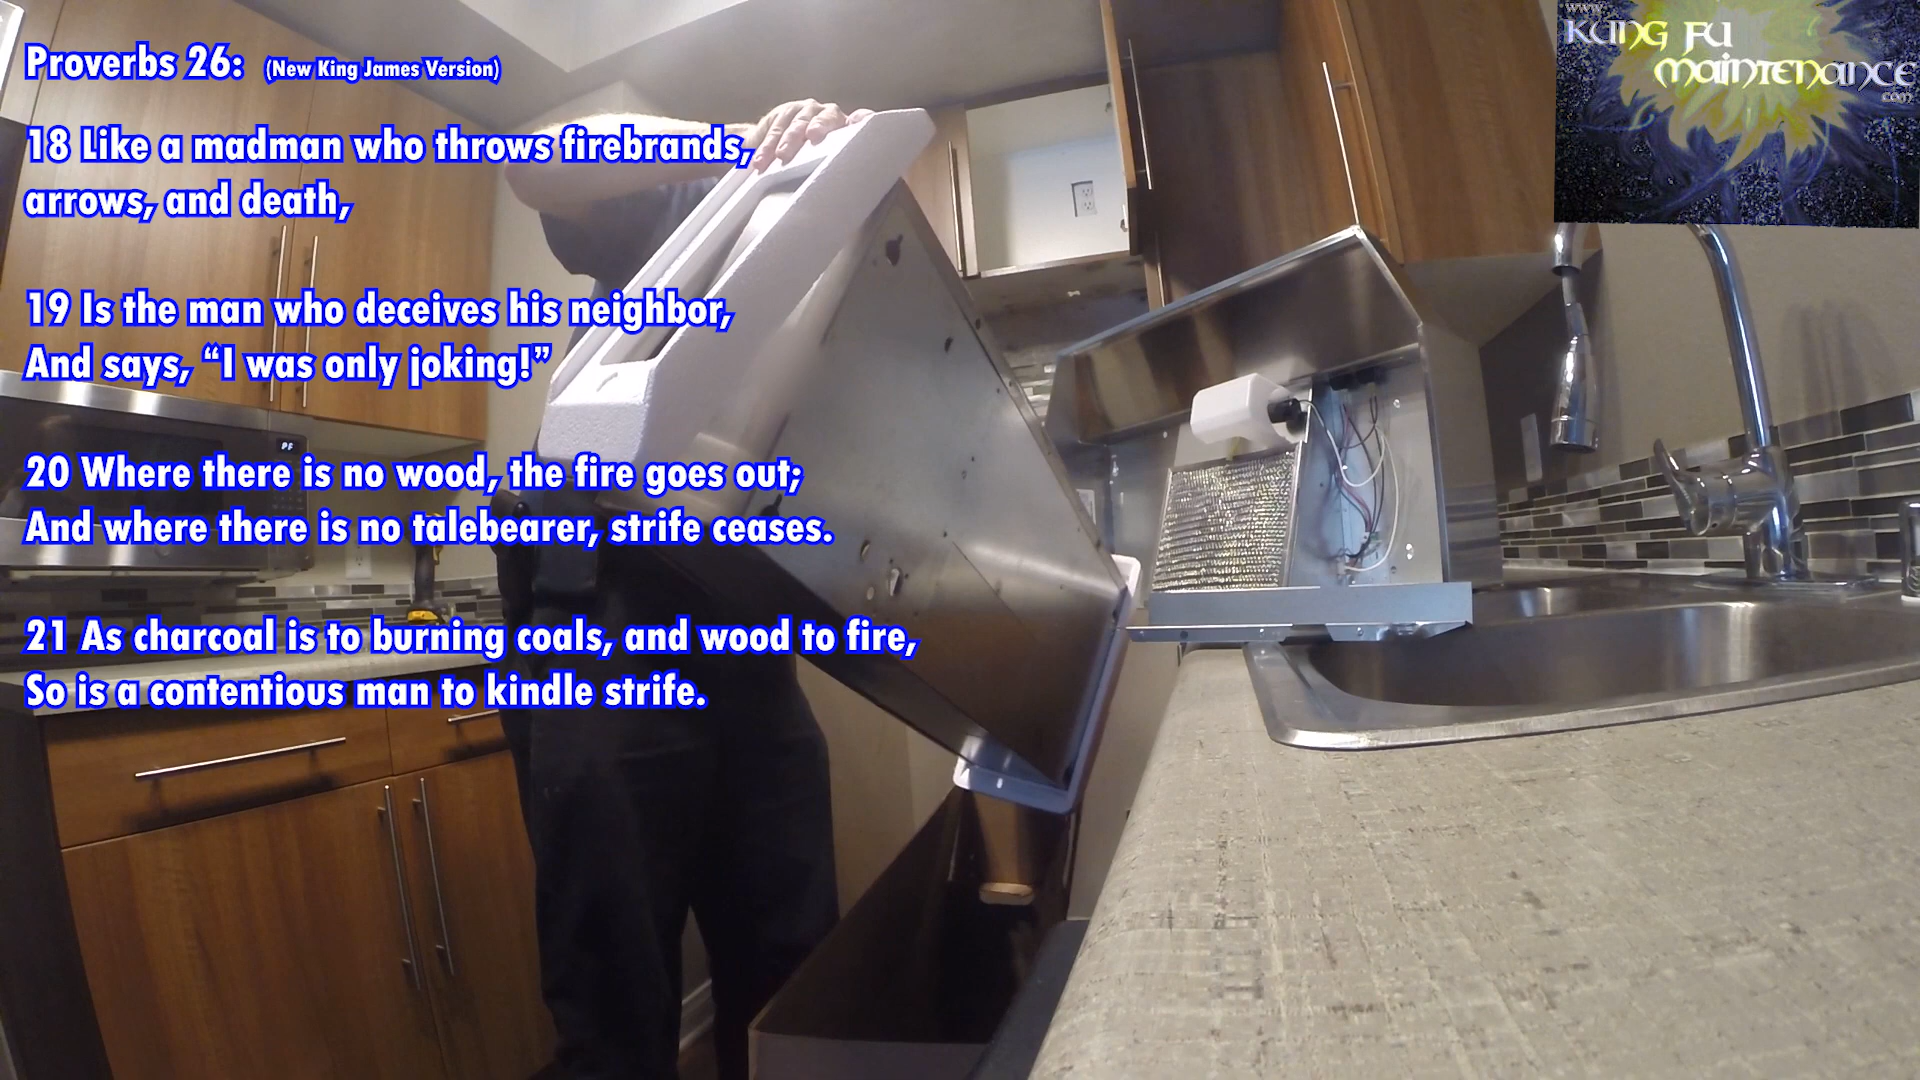 Proverbs 26: (New King James Version)
18 Like a madman who throws firebrands,
arrows, and death,
19 Is the man who deceives his neighbor,
And says, “I was only joking!”
20 Where there is no wood, the fire goes out;
And where there is no talebearer, strife ceases.
21 As charcoal is to burning coals, and wood to fire,
So is a contentious man to kindle strife.
www.
KUNG FU
MAINTENANCE
.com
PF